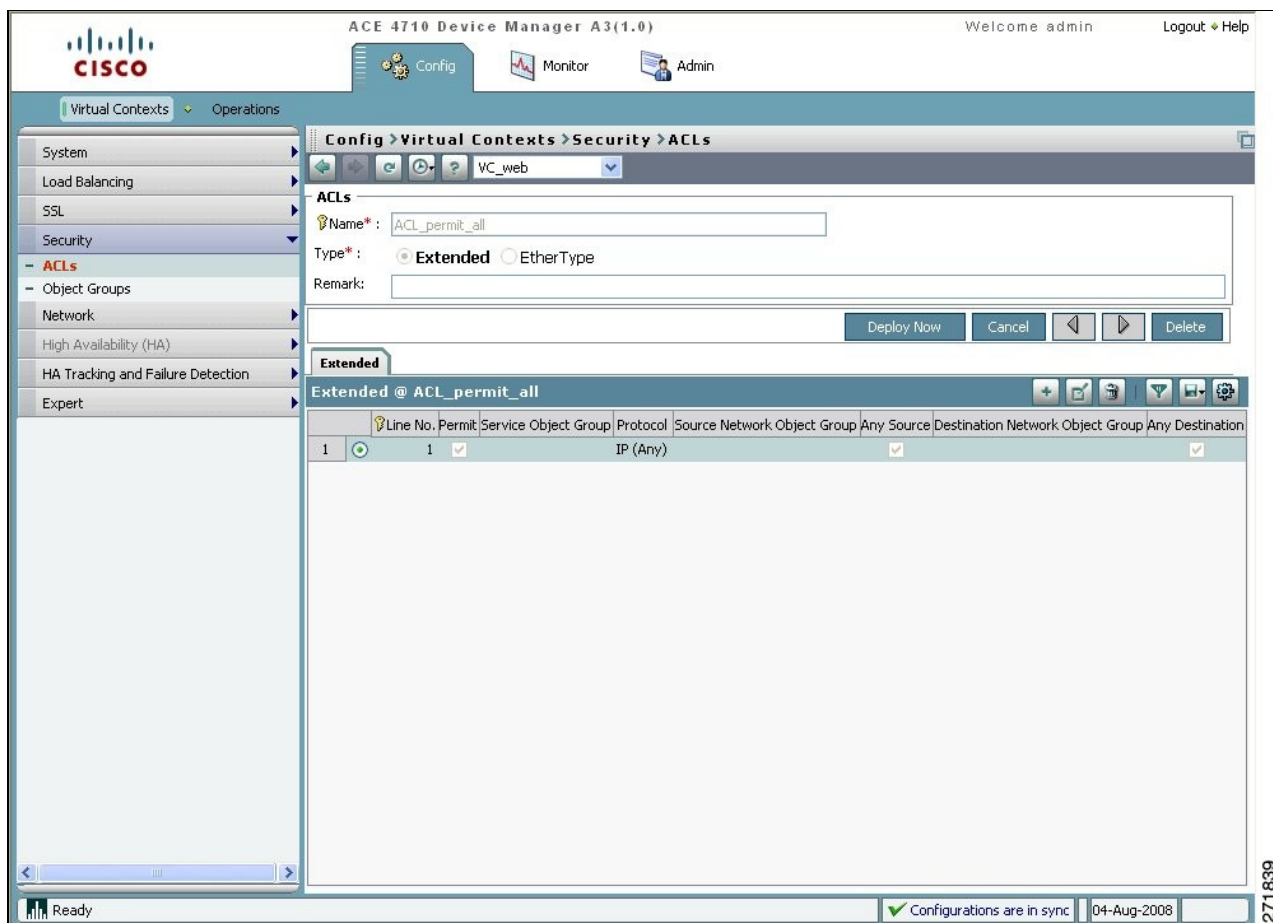 ACE 4710 Device Manager A3(1.0)
Welcome admin
Logout Help
CISCO
Config
Monitor
Admin
Virtual Contexts
Operations
System
Load Balancing
SSL
Security
ACLs
Object Groups
Network
High Availability (HA)
HA Tracking and Failure Detection
Expert
Config > Virtual Contexts > Security > ACLs
? VC_web
ACLs
Name* : ACL_permit_all
Type* : Extended EtherType
Remark:
Deploy Now Cancel Delete
Extended
Extended @ ACL_permit_all
Line No. Permit Service Object Group Protocol Source Network Object Group Any Source Destination Network Object Group Any Destination
1 1 IP (Any)
Ready
Configurations are in sync
04-Aug-2008
271839